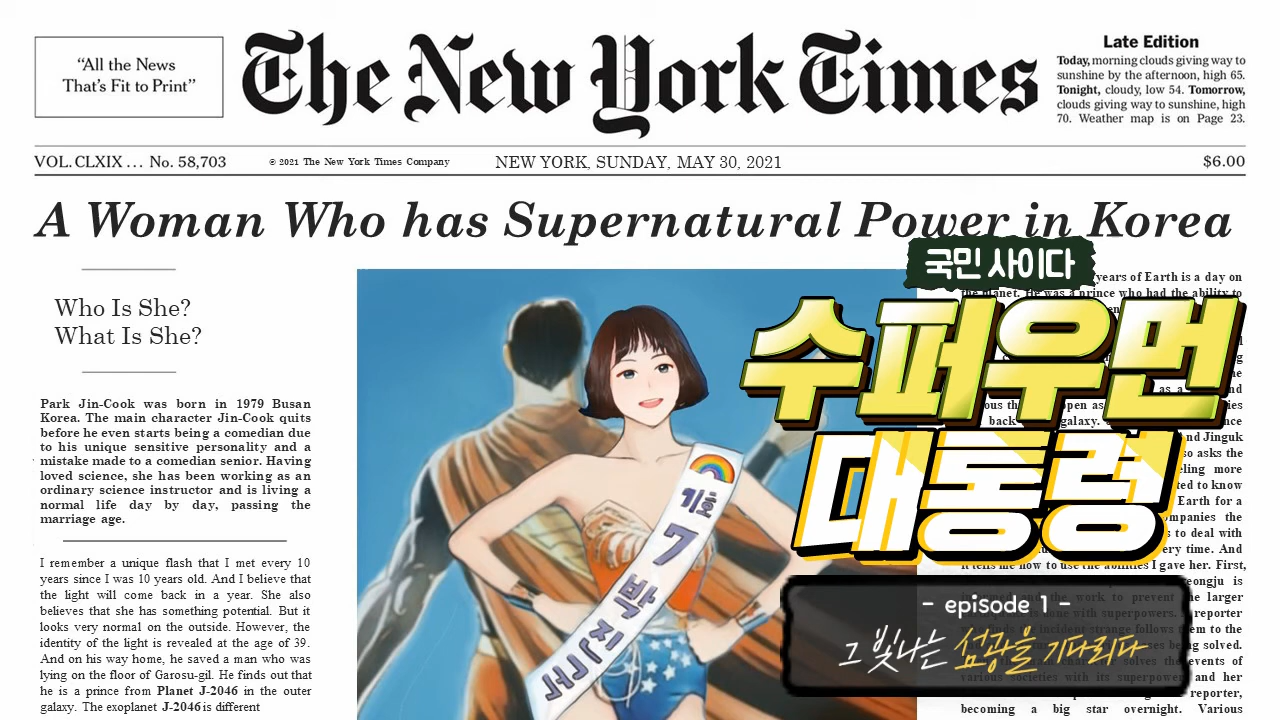 “All the News
That’s Fit to Print”
The New York Times
Late Edition
Today, morning clouds giving way to
sunshine by the afternoon, high 65.
Tonight, cloudy, low 54. Tomorrow,
clouds giving way to sunshine, high
70. Weather map is on Page 23.
VOL. CLXIX ... No. 58,703
© 2021 The New York Times Company
NEW YORK, SUNDAY, MAY 30, 2021
$6.00
A Woman Who has Supernatural Power in Korea
Who Is She?
What Is She?
Park Jin-Cook was born in 1979 Busan
Korea. The main character Jin-Cook quits
before he even starts being a comedian due
to his unique sensitive personality and a
mistake made to a comedian senior. Having
loved science, she has been working as an
ordinary science instructor and is living a
normal life day by day, passing the
marriage age.
I remember a unique flash that I met every 10
years since I was 10 years old. And I believe that
the light will come back in a year. She also
believes that she has something potential. But it
looks very normal on the outside. However, the
identity of the light is revealed at the age of 39.
And on his way home, he saved a man who was
lying on the floor of Garosu-gil. He finds out that
he is a prince from Planet J-2046 in the outer
galaxy. The exoplanet J-2046 is different
기호
7
박진국
국민 사이다
수퍼우먼
대통령
- episode 1 -
그 빛나는 섬광을 기다리다
years of Earth is a day on
the planet. He was a prince who had the ability to
as a
open as
back galaxy.
nd Jinguk
so asks the
eling more
ted to know
Earth for a
ompanies the
s to deal with
ery time. And
it tells me how to use the abilities I gave her. First,
eongju is
the work to prevent the larger
with superpowers. reporter
incident strange follows them to the
being solved.
solves the events of
various societies with its superpower and her
reporter,
becoming a big star overnight. Various